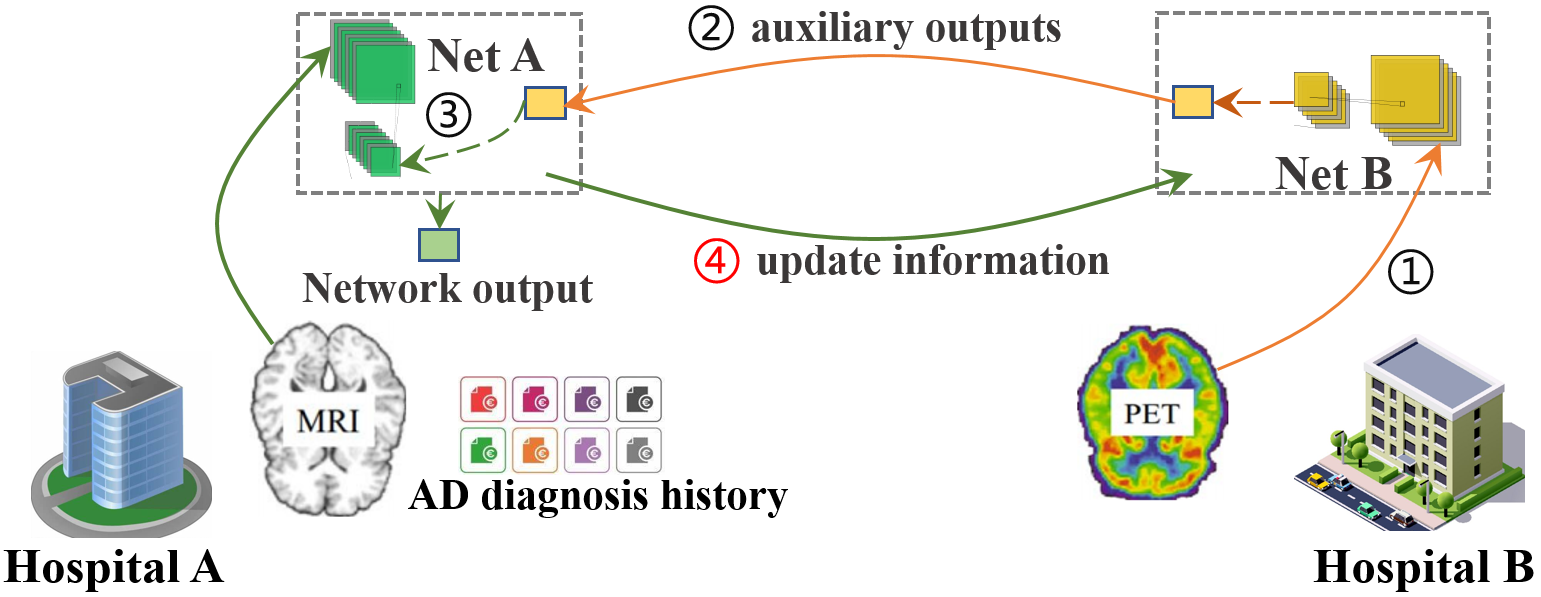 ② auxiliary outputs
Net A
③
Net B
④ update information
①
Network output
MRI
PET
AD diagnosis history
Hospital A
Hospital B